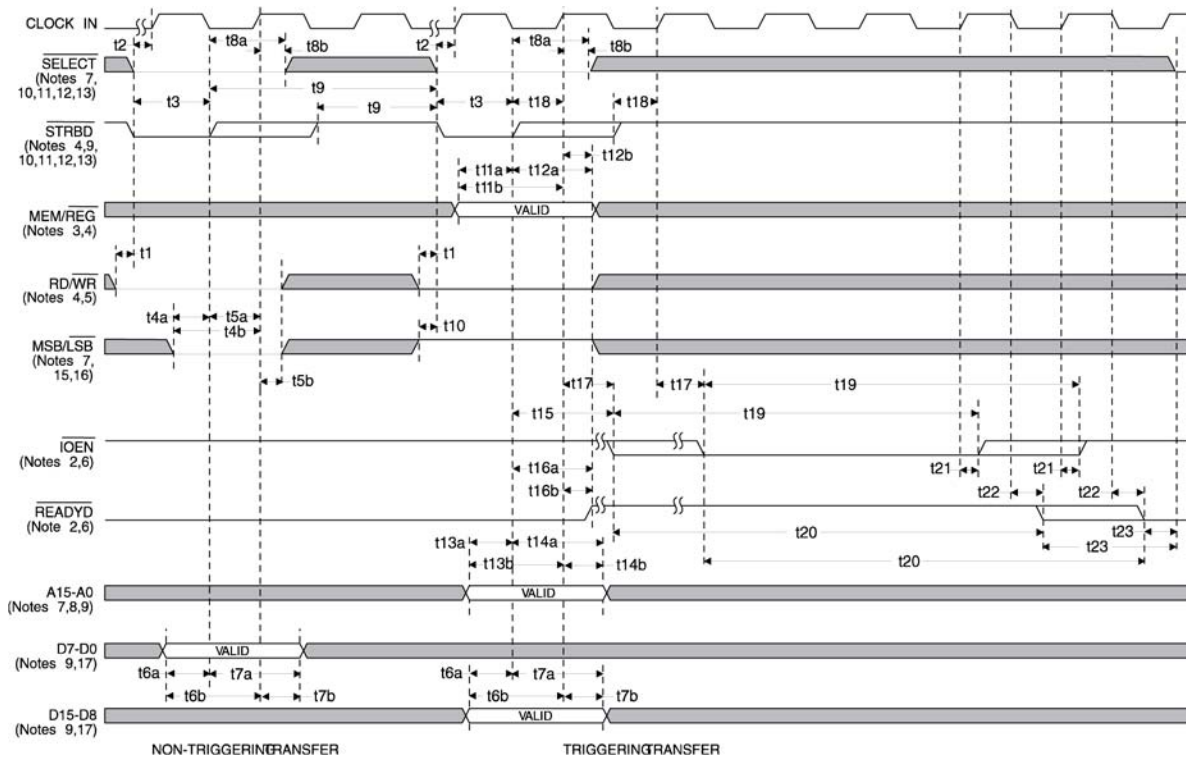 CLOCK IN
t2
t8a
t8b
t2
t8a
t8b
SELECT
(Notes 7,
10,11,12,13)
t3
t9
t9
t3
t18
t18
STRBD
(Notes 4,9,
10,11,12,13)
t12b
t11a
t12a
t11b
MEM/REG
(Notes 3,4)
VALID
t1
t1
RD/WR
(Notes 4,5)
t4a
t5a
t4b
t10
MSB/LSB
(Notes 7,
15,16)
t5b
t17
t17
t19
t15
t19
IOEN
(Notes 2,6)
t16a
t21
t21
t16b
t22
t22
READYD
(Note 2,6)
t20
t23
t13a
t14a
t23
t13b
t14b
t20
A15-A0
(Notes 7,8,9)
VALID
D7-D0
(Notes 9,17)
VALID
t6a
t7a
t6a
t7a
t6b
t7b
t6b
t7b
D15-D8
(Notes 9,17)
VALID
NON-TRIGGERING TRANSFER
TRIGGERING TRANSFER